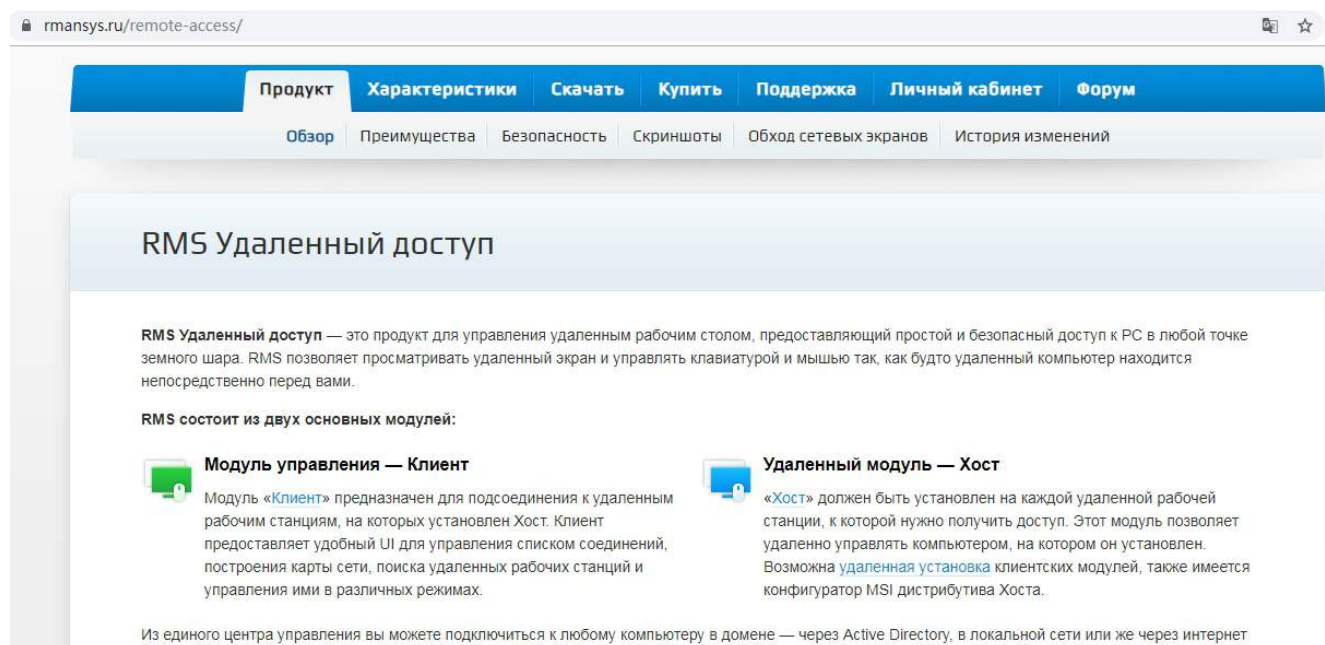 rmansys.ru/remote-access/
Продукт Характеристики Скачать Купить Поддержка Личный кабинет Форум
Обзор Преимущества Безопасность Скриншоты Обход сетевых экранов История изменений
RMS Удаленный доступ
RMS Удаленный доступ — это продукт для управления удаленным рабочим столом, предоставляющий простой и безопасный доступ к PC в любой точке
земного шара. RMS позволяет просматривать удаленный экран и управлять клавиатурой и мышью так, как будто удаленный компьютер находится
непосредственно перед вами.
RMS состоит из двух основных модулей:
Модуль управления — Клиент
Модуль «Клиент» предназначен для подсоединения к удаленным
рабочим станциям, на которых установлен Хост. Клиент
предоставляет удобный UI для управления списком соединений,
построения карты сети, поиска удаленных рабочих станций и
управления ими в различных режимах.
Удаленный модуль — Хост
«Хост» должен быть установлен на каждой удаленной рабочей
станции, к которой нужно получить доступ. Этот модуль позволяет
удаленно управлять компьютером, на котором он установлен.
Возможна удаленная установка клиентских модулей, также имеется
конфигуратор MSI дистрибутива Хоста.
Из единого центра управления вы можете подключиться к любому компьютеру в домене — через Active Directory, в локальной сети или же через интернет